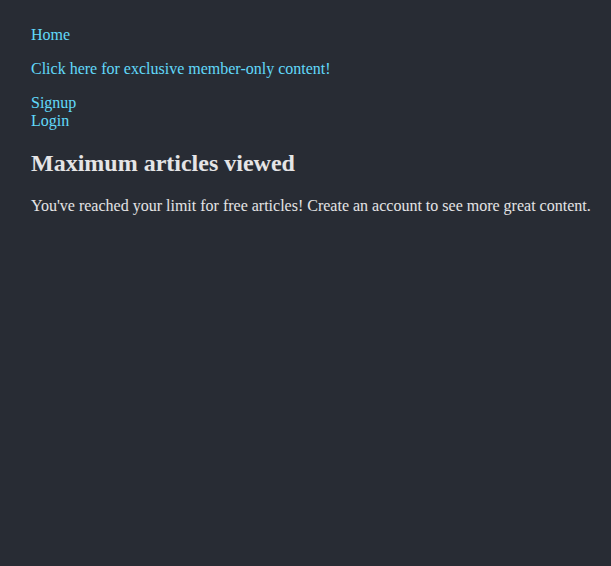 Home
Click here for exclusive member-only content!
Signup
Login
Maximum articles viewed
You've reached your limit for free articles! Create an account to see more great content.